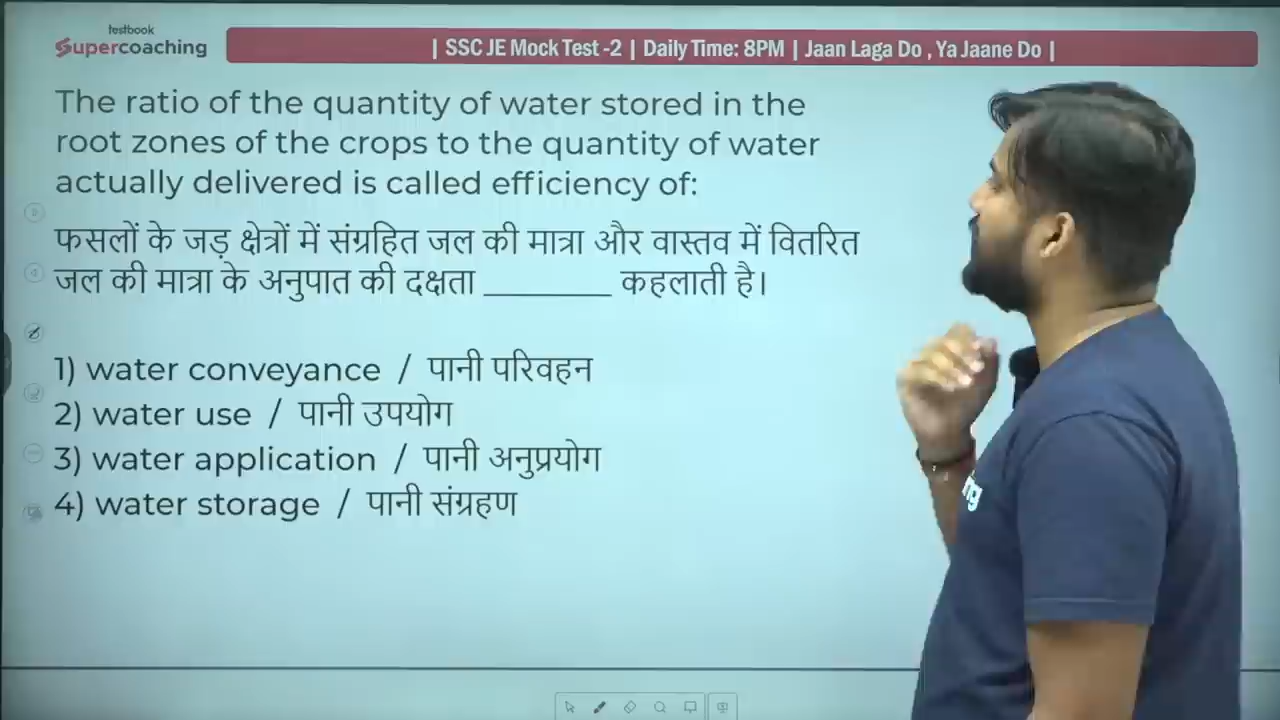 testbook
Supercoaching
| SSC JE Mock Test -2 | Daily Time: 8PM | Jaan Laga Do , Ya Jaane Do |
The ratio of the quantity of water stored in the
root zones of the crops to the quantity of water
actually delivered is called efficiency of:
फसलों के जड़ क्षेत्रों में संग्रहित जल की मात्रा और वास्तव में वितरित
जल की मात्रा के अनुपात की दक्षता ________ कहलाती है।
1) water conveyance / पानी परिवहन
2) water use / पानी उपयोग
3) water application / पानी अनुप्रयोग
4) water storage / पानी संग्रहण
ng